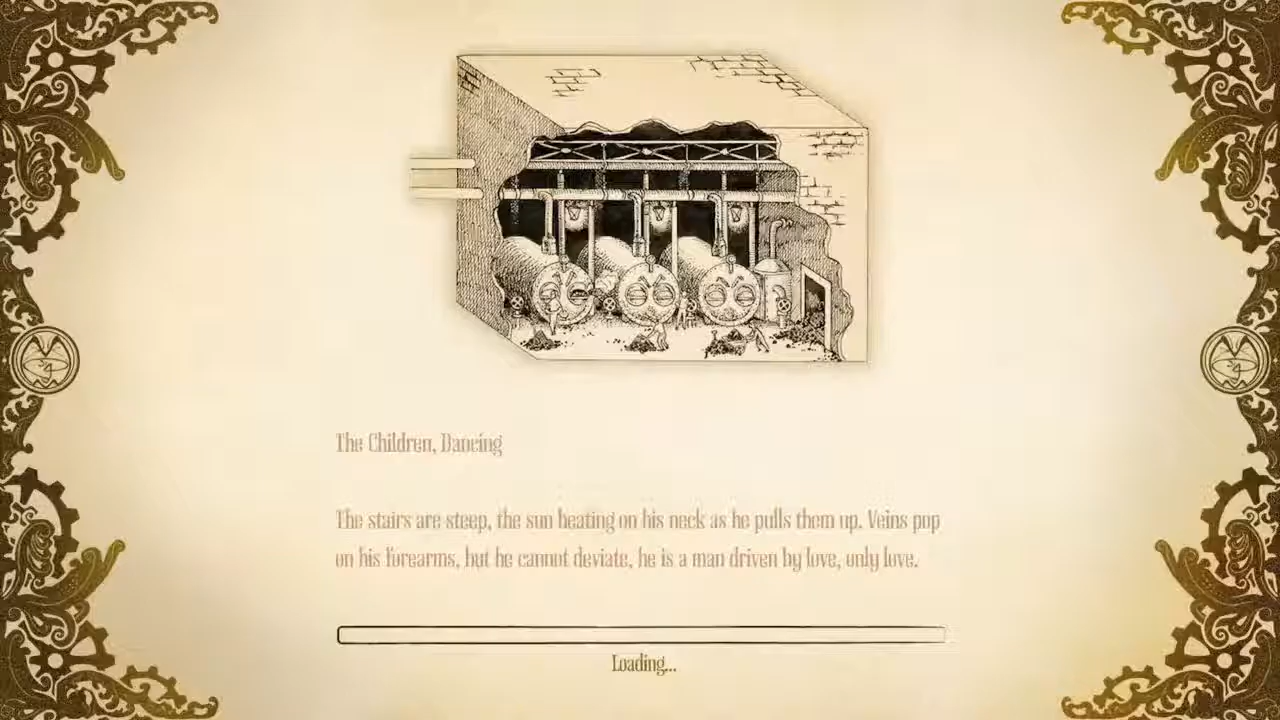 The Children, Dancing
The stairs are steep, the sun beating on his neck as he pulls them up. Veins pop
on his forearms, but he cannot deviate, he is a man driven by love, only love.
Loading...